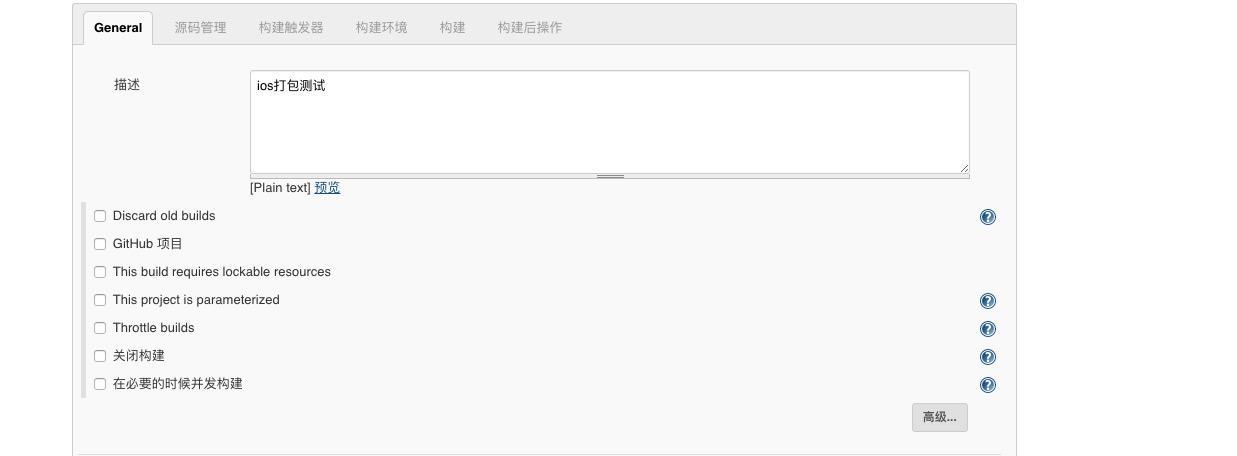 General 源码管理 构建触发器 构建环境 构建 构建后操作
描述 ios打包测试
[Plain text] 预览
Discard old builds ?
GitHub 项目
This build requires lockable resources
This project is parameterized ?
Throttle builds ?
关闭构建 ?
在必要的时候并发构建 ?
高级...